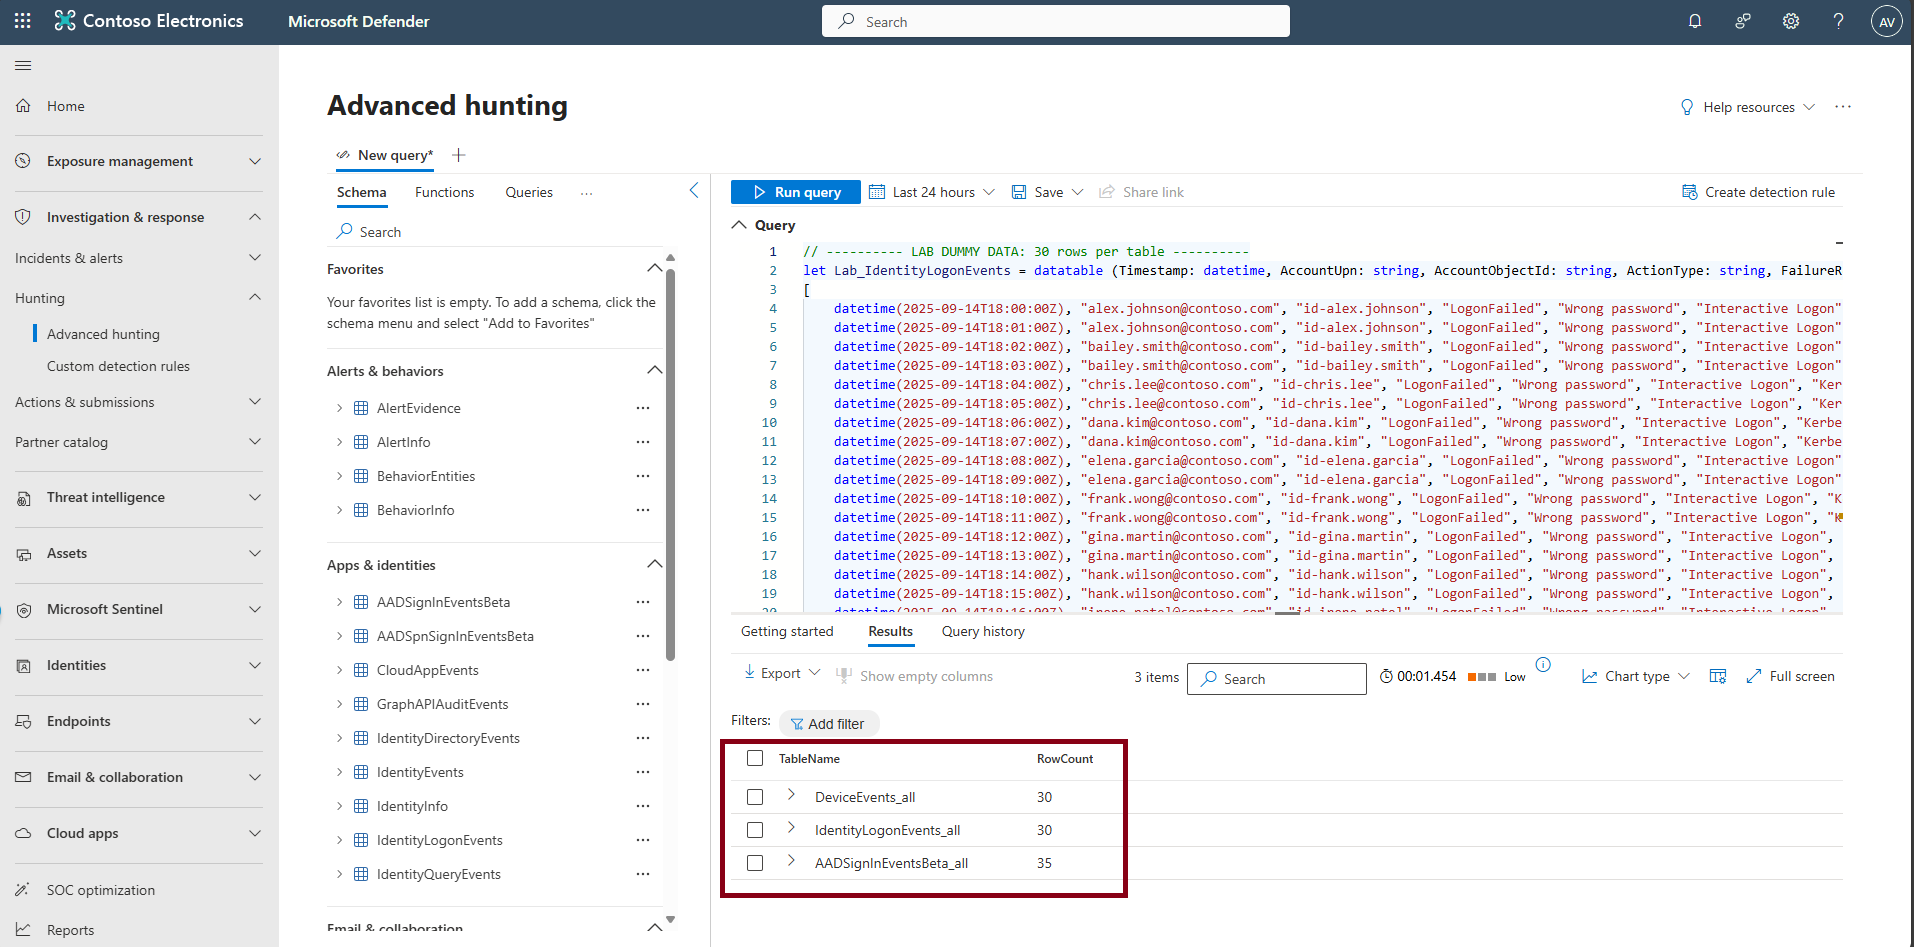 Contoso Electronics
Microsoft Defender
Search
AV
Home
Exposure management
Investigation & response
Incidents & alerts
Hunting
Advanced hunting
Custom detection rules
Actions & submissions
Partner catalog
Threat intelligence
Assets
Microsoft Sentinel
Identities
Endpoints
Email & collaboration
Cloud apps
SOC optimization
Reports
Advanced hunting
Help resources
New query*
Schema Functions Queries
Search
Favorites
Your favorites list is empty. To add a schema, click the
schema menu and select "Add to Favorites"
Alerts & behaviors
AlertEvidence
AlertInfo
BehaviorEntities
BehaviorInfo
Apps & identities
AADSignInEventsBeta
AADSpnSignInEventsBeta
CloudAppEvents
GraphAPIAuditEvents
IdentityDirectoryEvents
IdentityEvents
IdentityInfo
IdentityLogonEvents
IdentityQueryEvents
Email & collaboration
Run query Last 24 hours Save Share link Create detection rule
Query
1 // ---------- LAB DUMMY DATA: 30 rows per table ----------
2 let Lab_IdentityLogonEvents = datatable (Timestamp: datetime, AccountUpn: string, AccountObjectId: string, ActionType: string, FailureR
3 [
4 datetime(2025-09-14T18:00:00Z), "alex.johnson@contoso.com", "id-alex.johnson", "LogonFailed", "Wrong password", "Interactive Logon"
5 datetime(2025-09-14T18:01:00Z), "alex.johnson@contoso.com", "id-alex.johnson", "LogonFailed", "Wrong password", "Interactive Logon"
6 datetime(2025-09-14T18:02:00Z), "bailey.smith@contoso.com", "id-bailey.smith", "LogonFailed", "Wrong password", "Interactive Logon"
7 datetime(2025-09-14T18:03:00Z), "bailey.smith@contoso.com", "id-bailey.smith", "LogonFailed", "Wrong password", "Interactive Logon"
8 datetime(2025-09-14T18:04:00Z), "chris.lee@contoso.com", "id-chris.lee", "LogonFailed", "Wrong password", "Interactive Logon", "Ker
9 datetime(2025-09-14T18:05:00Z), "chris.lee@contoso.com", "id-chris.lee", "LogonFailed", "Wrong password", "Interactive Logon", "Ker
10 datetime(2025-09-14T18:06:00Z), "dana.kim@contoso.com", "id-dana.kim", "LogonFailed", "Wrong password", "Interactive Logon", "Kerbe
11 datetime(2025-09-14T18:07:00Z), "dana.kim@contoso.com", "id-dana.kim", "LogonFailed", "Wrong password", "Interactive Logon", "Kerbe
12 datetime(2025-09-14T18:08:00Z), "elena.garcia@contoso.com", "id-elena.garcia", "LogonFailed", "Wrong password", "Interactive Logon"
13 datetime(2025-09-14T18:09:00Z), "elena.garcia@contoso.com", "id-elena.garcia", "LogonFailed", "Wrong password", "Interactive Logon"
14 datetime(2025-09-14T18:10:00Z), "frank.wong@contoso.com", "id-frank.wong", "LogonFailed", "Wrong password", "Interactive Logon", "K
15 datetime(2025-09-14T18:11:00Z), "frank.wong@contoso.com", "id-frank.wong", "LogonFailed", "Wrong password", "Interactive Logon", "K
16 datetime(2025-09-14T18:12:00Z), "gina.martin@contoso.com", "id-gina.martin", "LogonFailed", "Wrong password", "Interactive Logon",
17 datetime(2025-09-14T18:13:00Z), "gina.martin@contoso.com", "id-gina.martin", "LogonFailed", "Wrong password", "Interactive Logon",
18 datetime(2025-09-14T18:14:00Z), "hank.wilson@contoso.com", "id-hank.wilson", "LogonFailed", "Wrong password", "Interactive Logon",
19 datetime(2025-09-14T18:15:00Z), "hank.wilson@contoso.com", "id-hank.wilson", "LogonFailed", "Wrong password", "Interactive Logon",
20 datetime(2025-09-14T18:16:00Z), "irene.patel@contoso.com", "id-irene.patel", "LogonFailed", "Wrong password", "Interactive Logon",
Getting started Results Query history
Export Show empty columns 3 items Search 00:01.454 Low Chart type Full screen
Filters: Add filter
TableName RowCount
DeviceEvents_all 30
IdentityLogonEvents_all 30
AADSignInEventsBeta_all 35